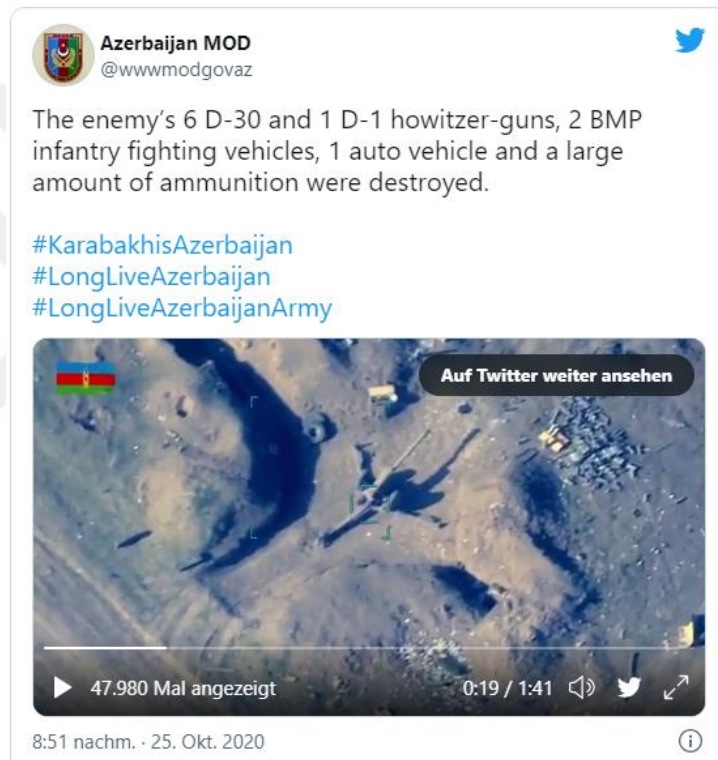 Azerbaijan MOD
@wwwmodgovaz
The enemy's 6 D-30 and 1 D-1 howitzer-guns, 2 BMP
infantry fighting vehicles, 1 auto vehicle and a large
amount of ammunition were destroyed.
#KarabakhisAzerbaijan
#LongLiveAzerbaijan
#LongLiveAzerbaijanArmy
Auf Twitter weiter ansehen
47.980 Mal angezeigt
0:19 / 1:41
8:51 nachm. · 25. Okt. 2020